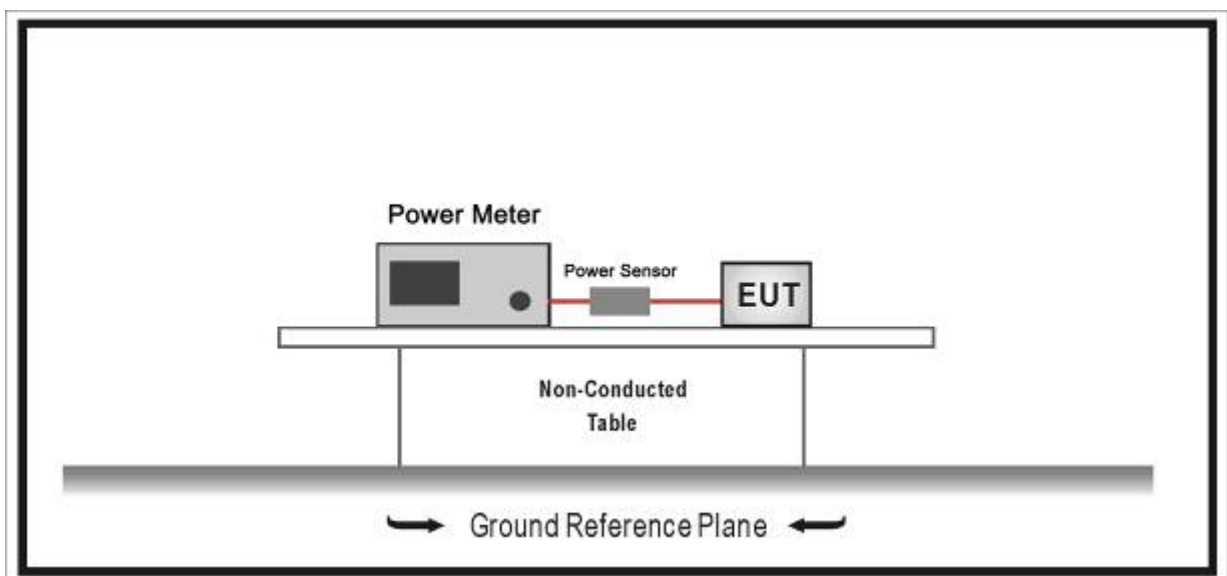 Power Meter
Power Sensor
EUT
Non-Conducted
Table
Ground Reference Plane